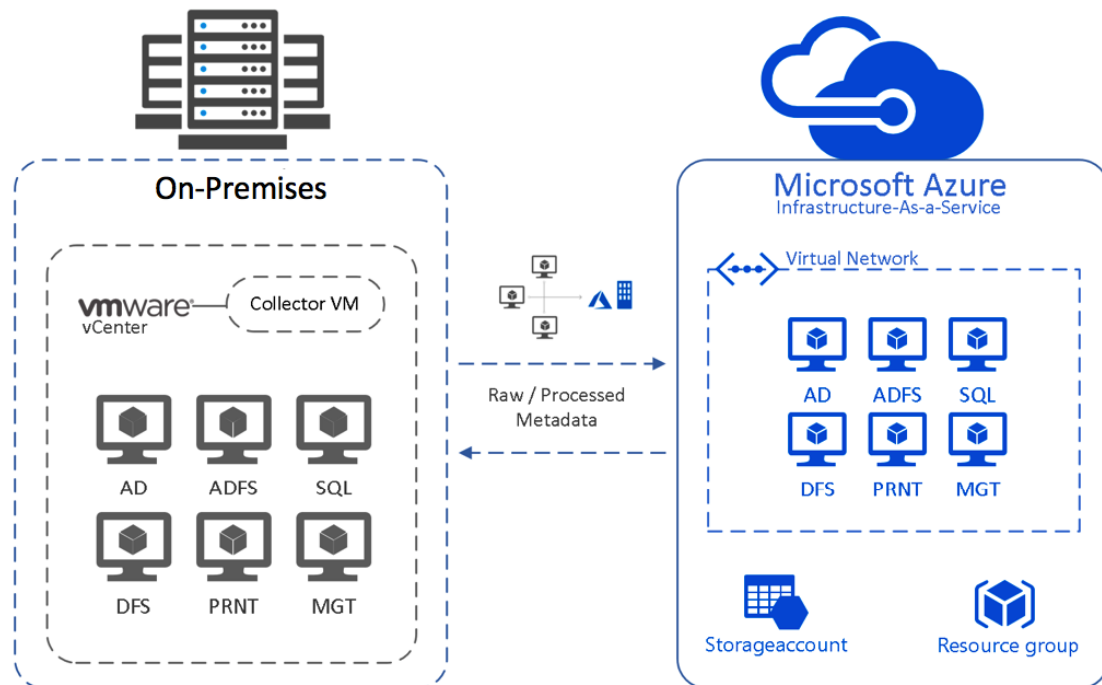 On-Premises
vmware®
vCenter
Collector VM
AD
ADFS
SQL
DFS
PRNT
MGT
Raw / Processed
Metadata
Microsoft Azure
Infrastructure-As-a-Service
Virtual Network
AD
ADFS
SQL
DFS
PRNT
MGT
Storageaccount
Resource group